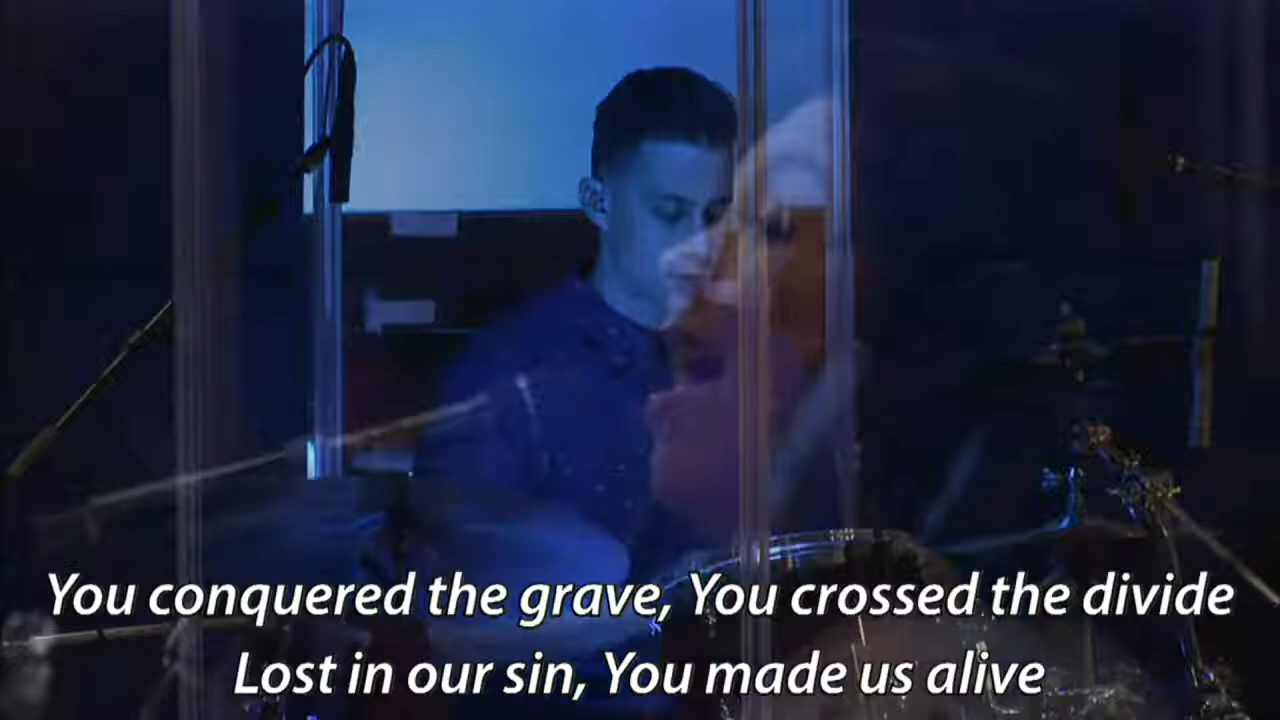 You conquered the grave, You crossed the divide
Lost in our sin, You made us alive